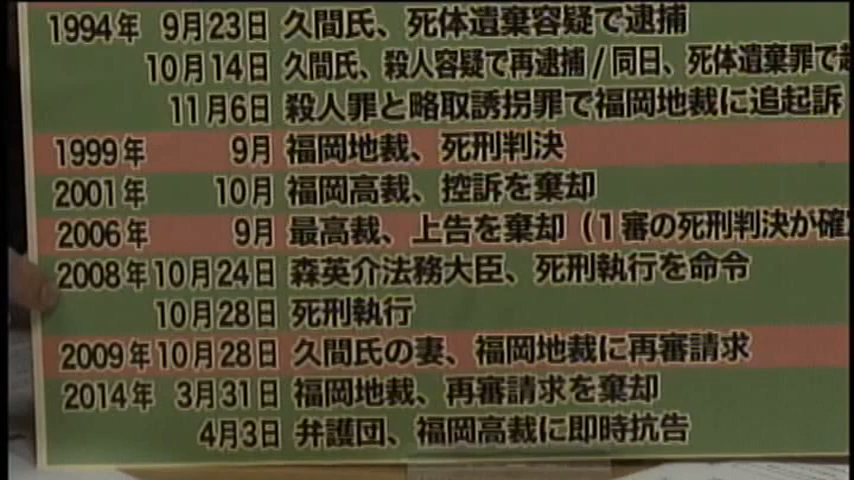 1994年 9月23日 久間氏、死体遺棄容疑で逮捕
10月14日 久間氏、殺人容疑で再逮捕/同日、死体遺棄罪で
11月6日 殺人罪と略取誘拐罪で福岡地裁に追起訴
1999年 9月 福岡地裁、死刑判決
2001年 10月 福岡高裁、控訴を棄却
2006年 9月 最高裁、上告を棄却(1審の死刑判決が確
2008年10月24日 森英介法務大臣、死刑執行を命令
10月28日 死刑執行
2009年10月28日 久間氏の妻、福岡地裁に再審請求
2014年 3月31日 福岡地裁、再審請求を棄却
4月3日 弁護団、福岡高裁に即時抗告